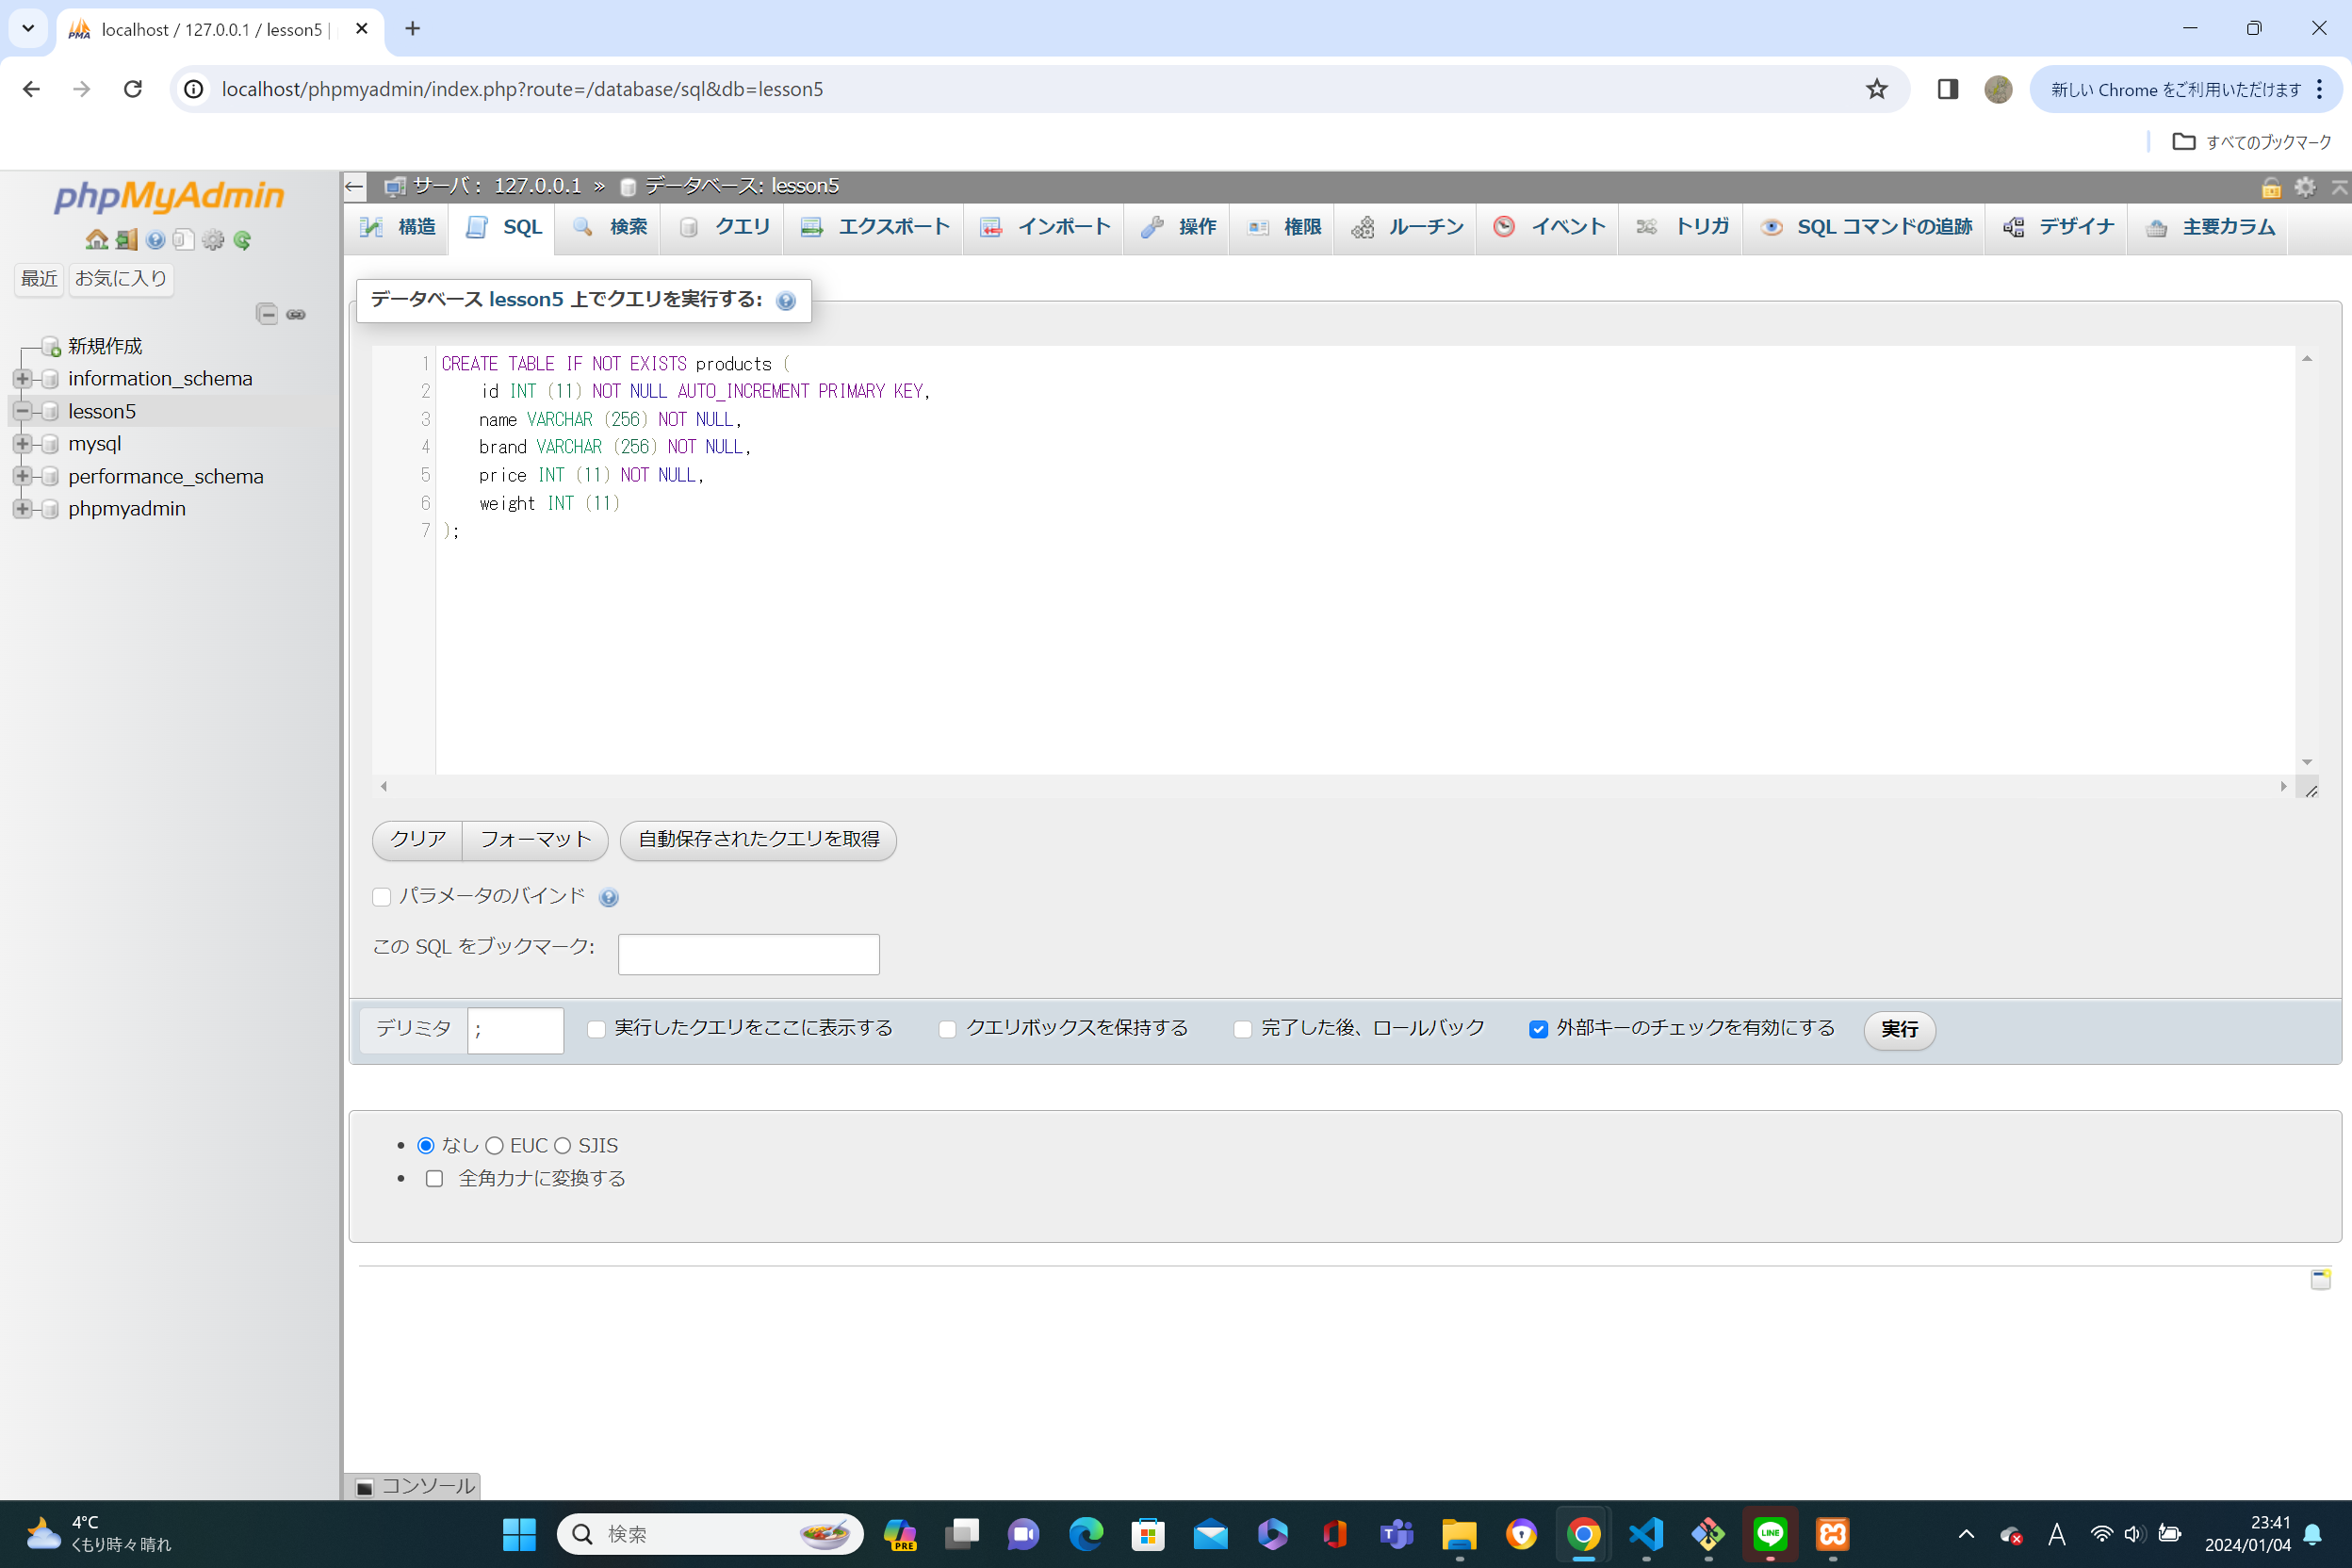 localhost / 127.0.0.1 / lesson5 |
localhost/phpmyadmin/index.php?route=/database/sql&db=lesson5
新しい Chrome をご利用いただけます
すべてのブックマーク
phpMyAdmin
最近 お気に入り
新規作成
information_schema
lesson5
mysql
performance_schema
phpmyadmin
サーバ: 127.0.0.1 » データベース: lesson5
構造 SQL 検索 クエリ エクスポート インポート 操作 権限 ルーチン イベント トリガ SQL コマンドの追跡 デザイナ 主要カラム
データベース lesson5 上でクエリを実行する:
1 CREATE TABLE IF NOT EXISTS products (
2 id INT (11) NOT NULL AUTO_INCREMENT PRIMARY KEY,
3 name VARCHAR (256) NOT NULL,
4 brand VARCHAR (256) NOT NULL,
5 price INT (11) NOT NULL,
6 weight INT (11)
7 );
クリア フォーマット 自動保存されたクエリを取得
パラメータのバインド
この SQL をブックマーク:
デリミタ ; 実行したクエリをここに表示する クエリボックスを保持する 完了した後、ロールバック 外部キーのチェックを有効にする 実行
なし EUC SJIS
全角カナに変換する
コンソール
4°C
くもり時々晴れ
検索
PRE
LINE
A
23:41
2024/01/04